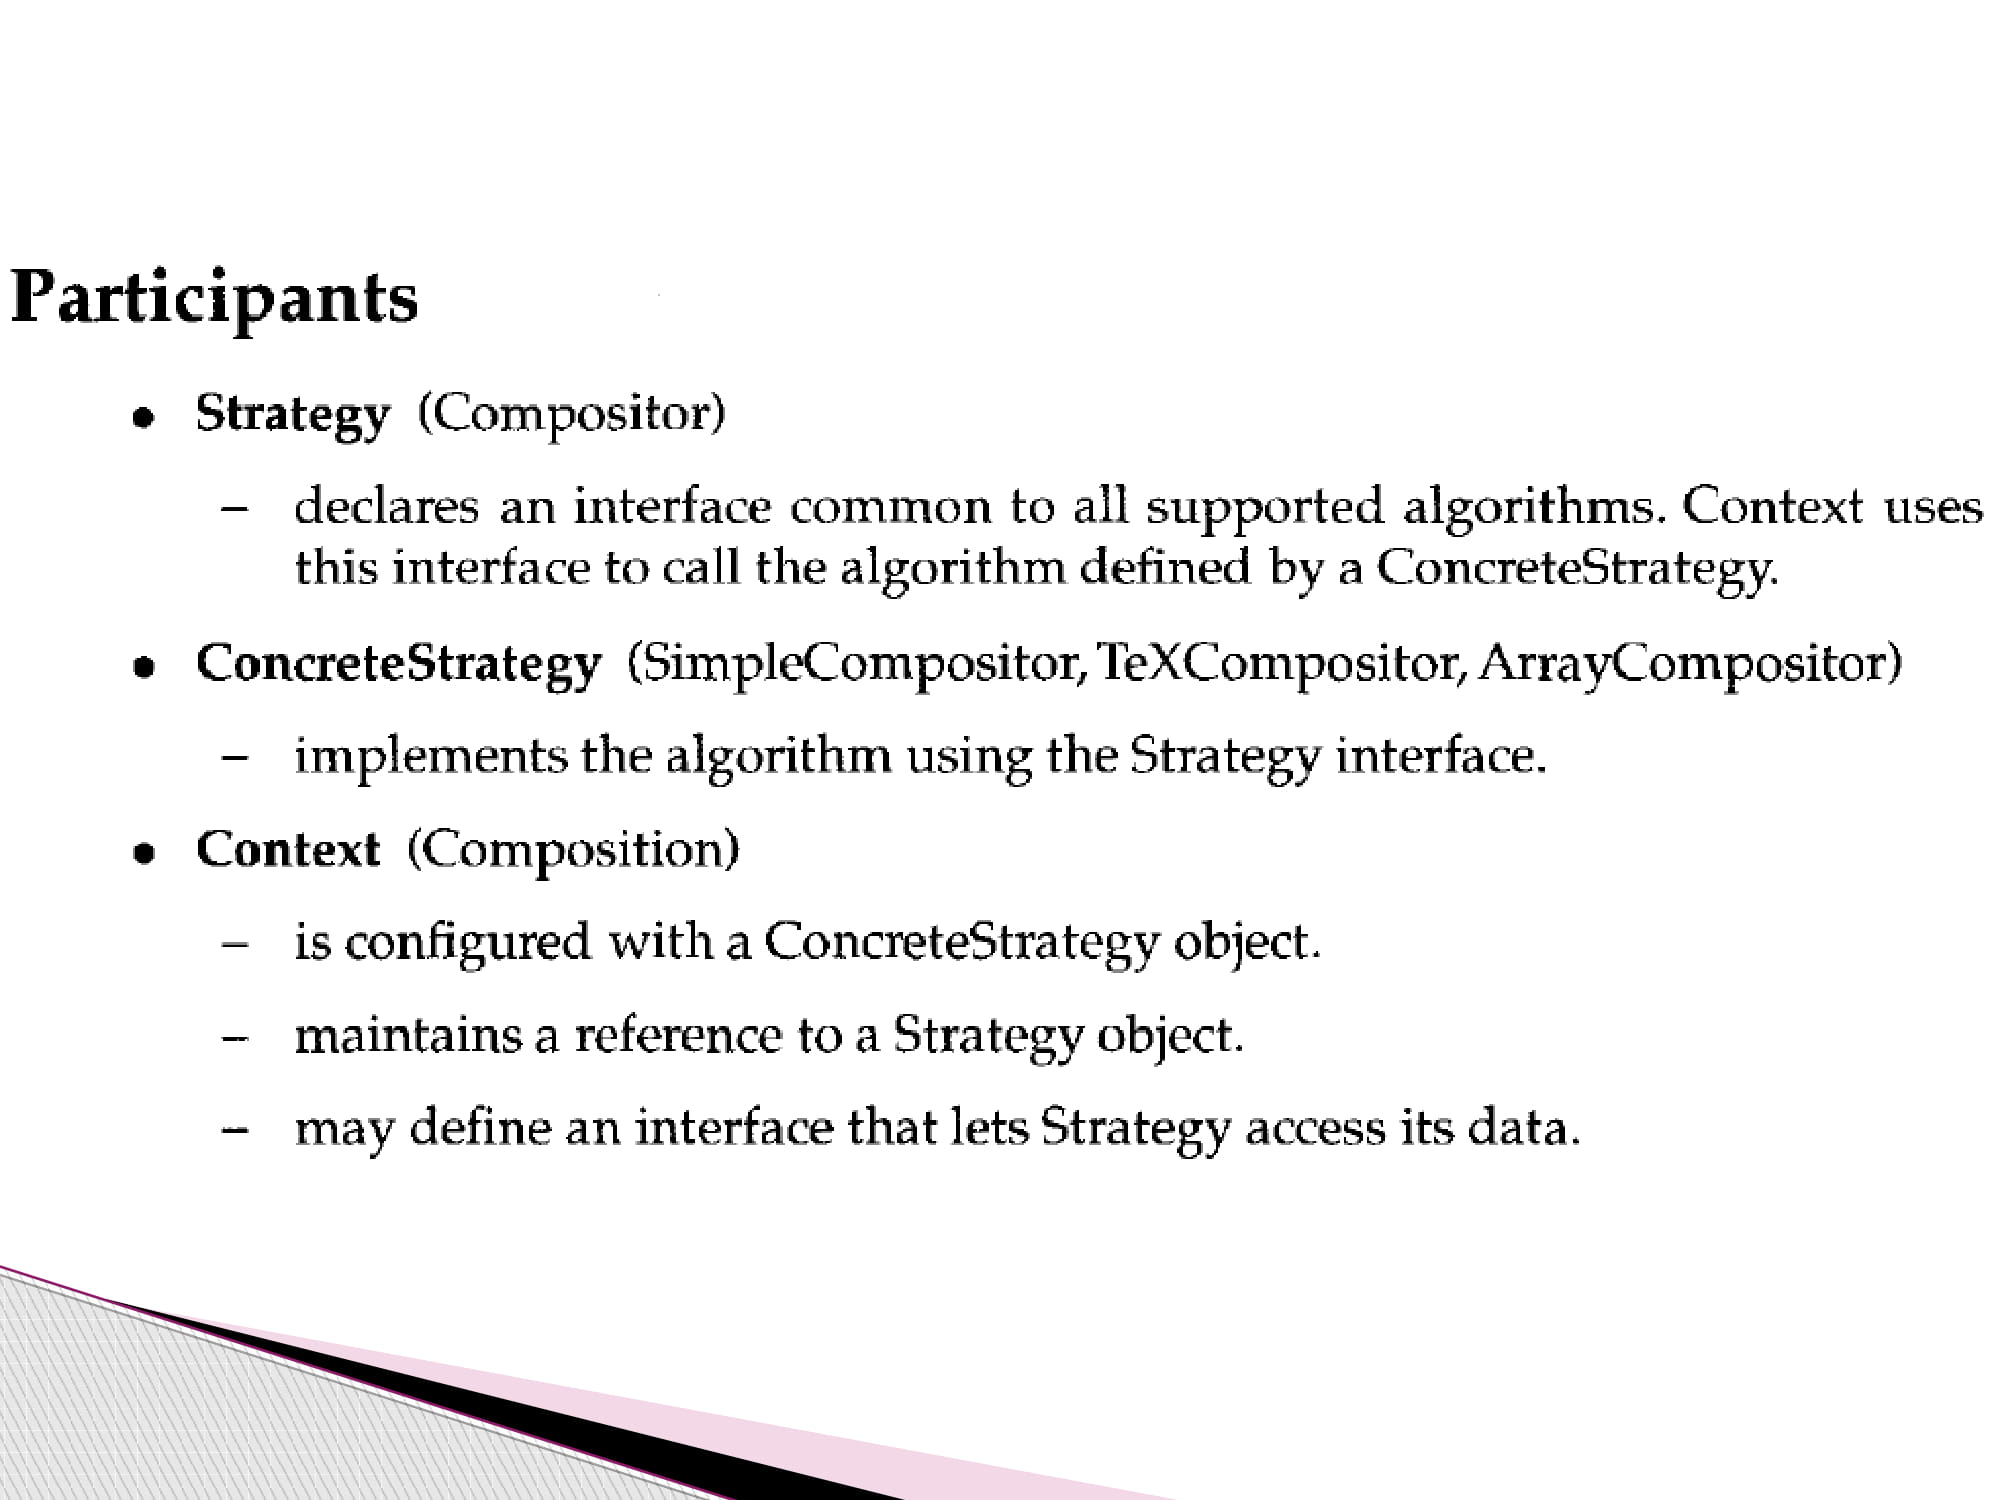 Participants
• Strategy (Compositor)
– declares an interface common to all supported algorithms. Context uses
this interface to call the algorithm defined by a ConcreteStrategy.
• ConcreteStrategy (SimpleCompositor, TeXCompositor, ArrayCompositor)
– implements the algorithm using the Strategy interface.
• Context (Composition)
– is configured with a ConcreteStrategy object.
– maintains a reference to a Strategy object.
– may define an interface that lets Strategy access its data.